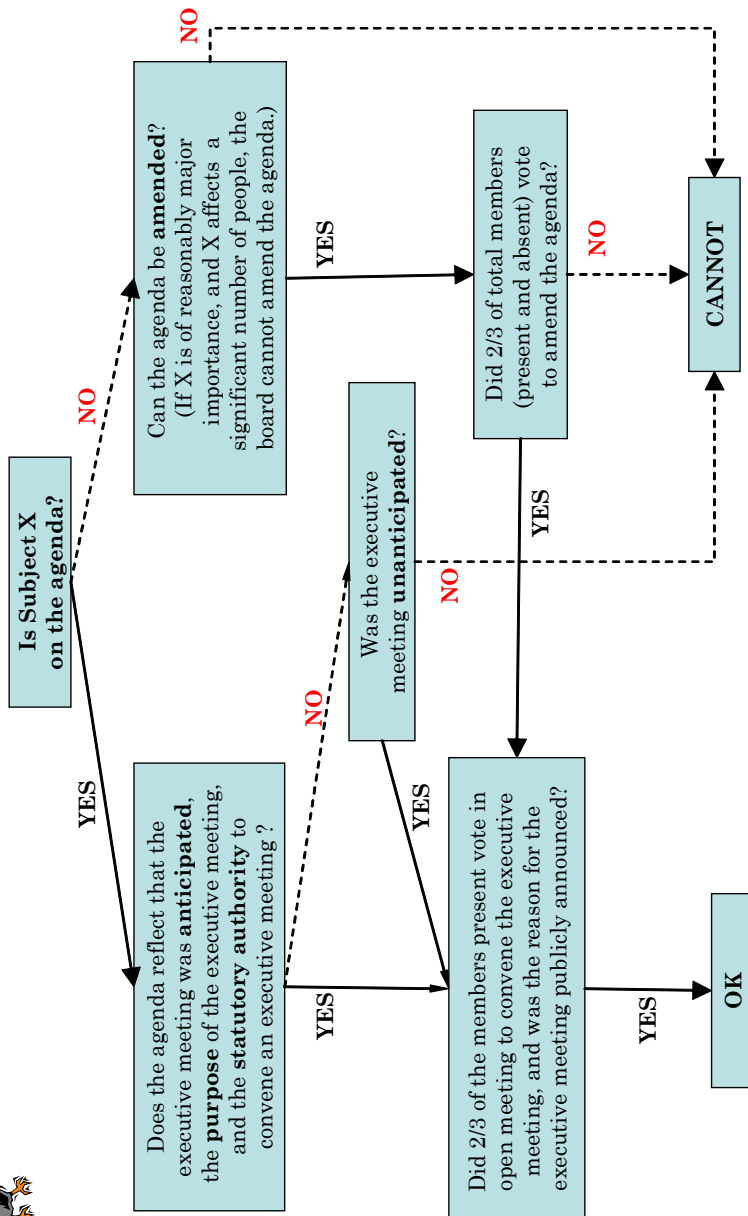 Is Subject X
on the agenda?
YES
NO
Does the agenda reflect that the
executive meeting was anticipated,
the purpose of the executive meeting,
and the statutory authority to
convene an executive meeting ?
Can the agenda be amended?
(If X is of reasonably major
importance, and X affects a
significant number of people, the
board cannot amend the agenda.)
NO
YES
NO
YES
Was the executive
meeting unanticipated?
YES
NO
Did 2/3 of total members
(present and absent) vote
to amend the agenda?
YES
NO
Did 2/3 of the members present vote in
open meeting to convene the executive
meeting, and was the reason for the
executive meeting publicly announced?
YES
OK
CANNOT